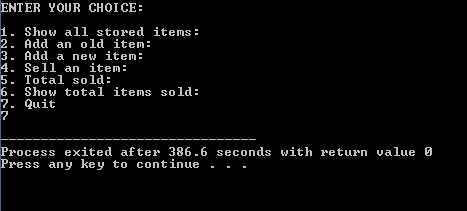 ENTER YOUR CHOICE:
1. Show all stored items:
2. Add an old item:
3. Add a new item:
4. Sell an item:
5. Total sold:
6. Show total items sold:
7. Quit
7
--------------------------------
Process exited after 386.6 seconds with return value 0
Press any key to continue . . .